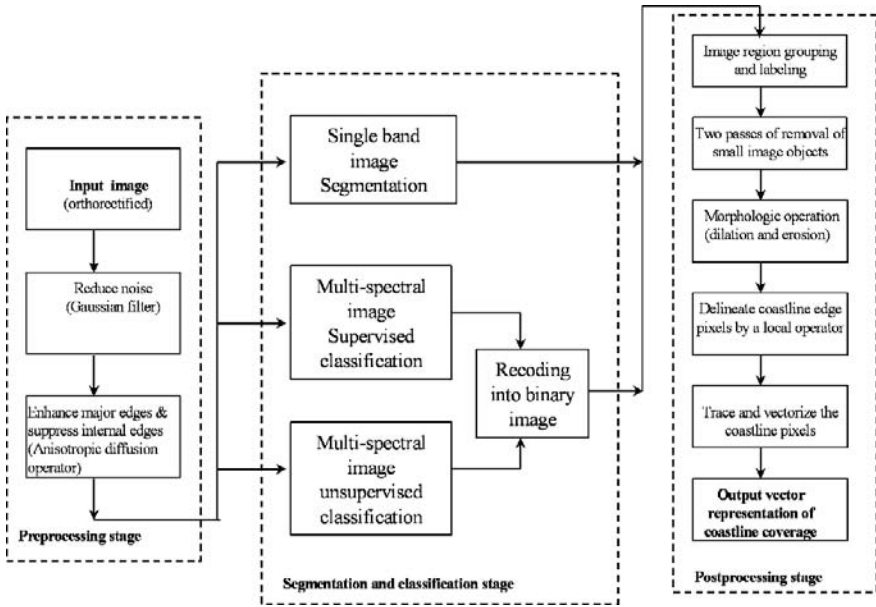 Input image
(orthorectified)
Reduce noise
(Gaussian filter)
Enhance major edges &
suppress internal edges
(Anisotropic diffusion
operator)
Preprocessing stage
Single band
image
Segmentation
Multi-spectral
image
Supervised
classification
Multi-spectral
image
unsupervised
classification
Recoding
into binary
image
Segmentation and classification stage
Image region grouping
and labeling
Two passes of removal of
small image objects
Morphologic operation
(dilation and erosion)
Delineate coastline edge
pixels by a local operator
Trace and vectorize the
coastline pixels
Output vector
representation of
coastline coverage
Postprocessing stage